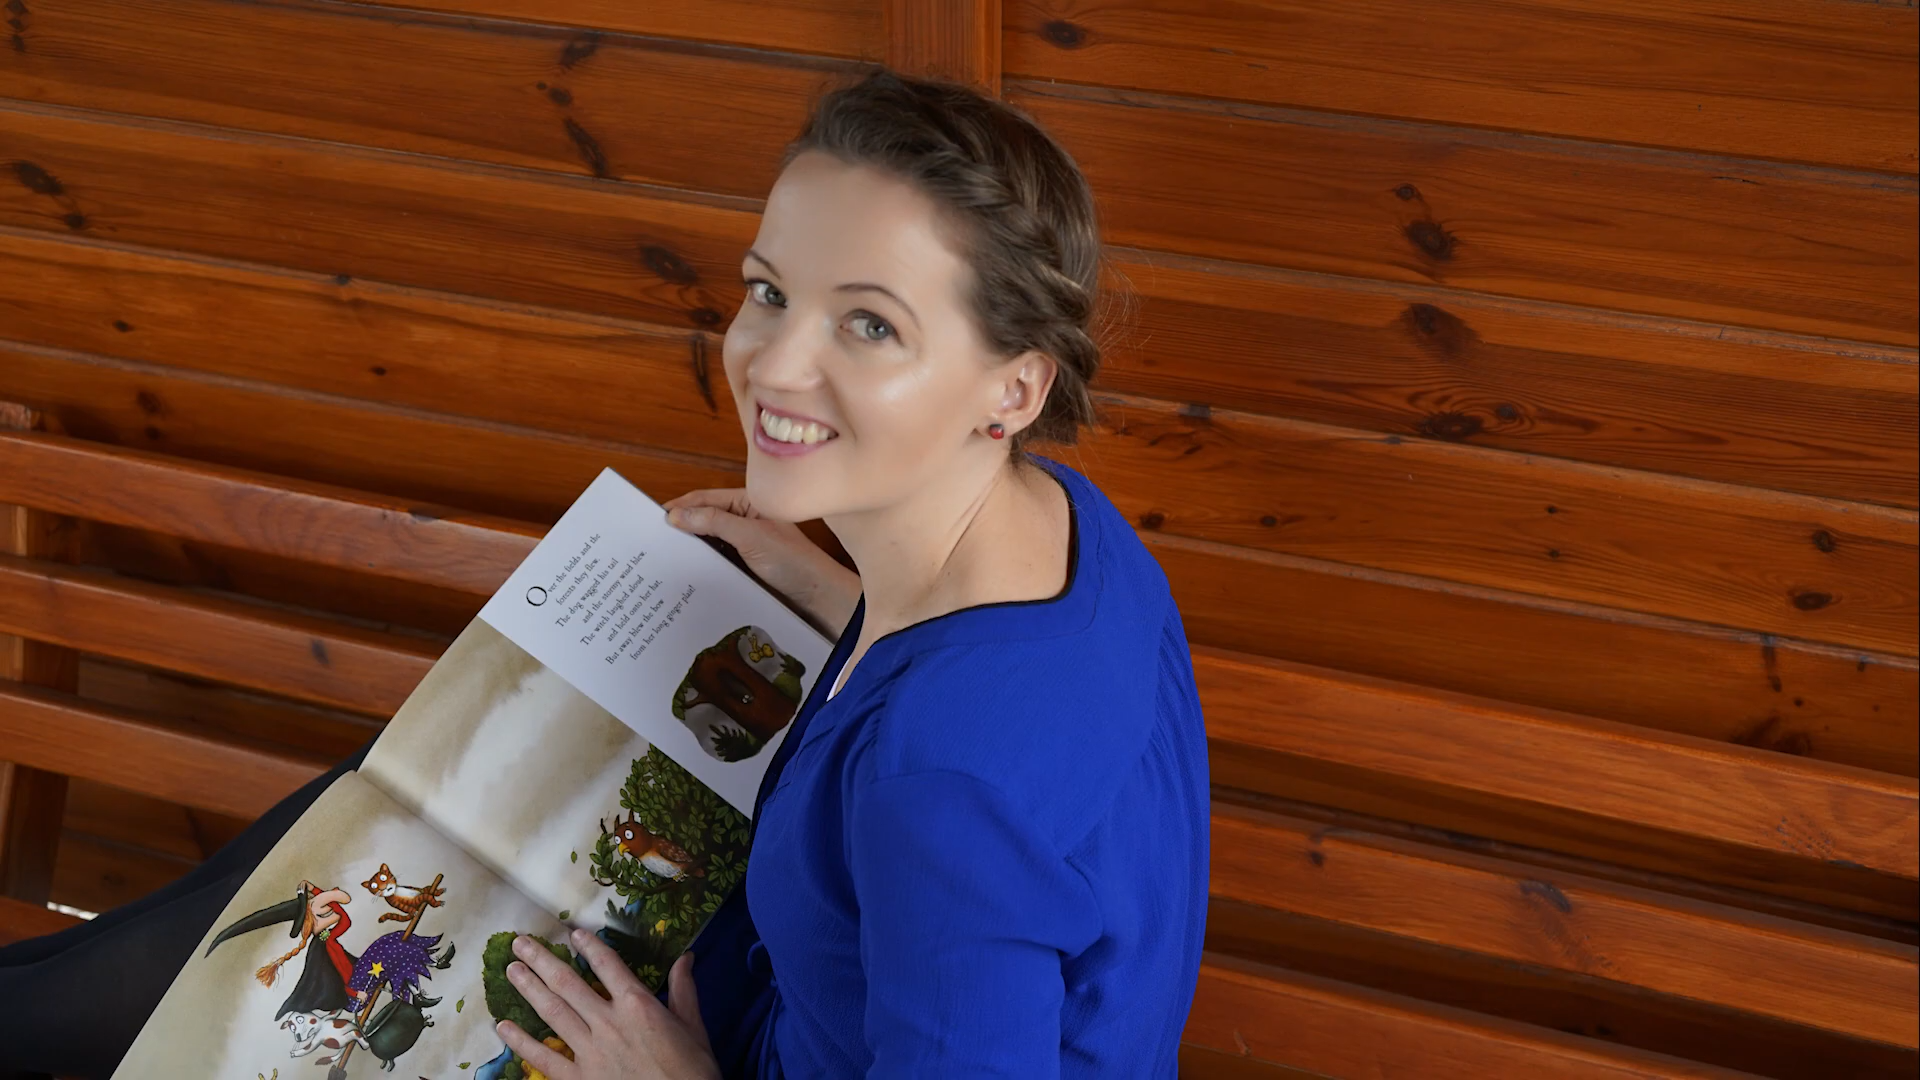 Over the fields and the
forests they flew.
The dog wagged his tail
and the stormy wind blew.
The witch laughed aloud
and held onto her hat,
But away blew the bow
from her long ginger plait!